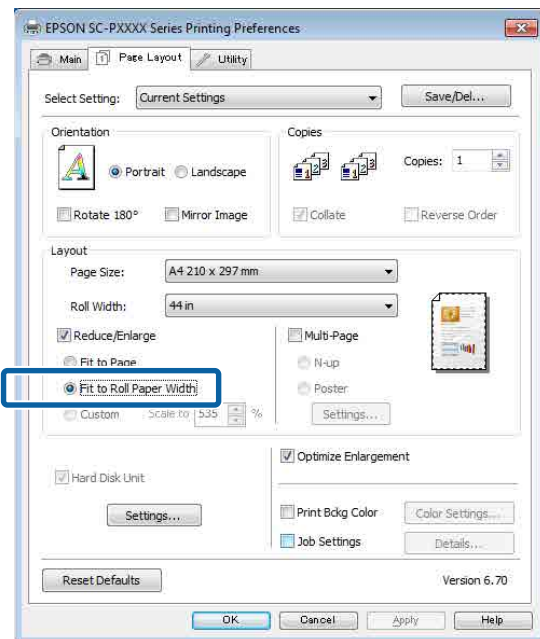 EPSON SC-PXXXX Series Printing Preferences
Main Page Layout Utility
Select Setting: Current Settings Save/Del...
Orientation Copies
Portrait Landscape Copies: 1
Rotate 180° Mirror Image Collate Reverse Order
Layout
Page Size: A4 210 x 297 mm
Roll Width: 44 in
Reduce/Enlarge Multi-Page
Fit to Page N-up
Fit to Roll Paper Width Poster
Custom Scale to 535 % Settings...
Optimize Enlargement
Hard Disk Unit
Settings... Print Bckg Color Color Settings...
Job Settings Details...
Reset Defaults Version 6.70
OK Cancel Apply Help